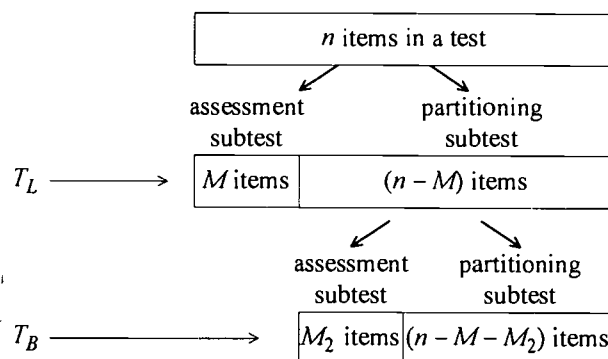 n items in a test
assessment subtest
partitioning subtest
T_L
M items
(n – M) items
assessment subtest
partitioning subtest
T_B
M_2 items
(n – M – M_2) items